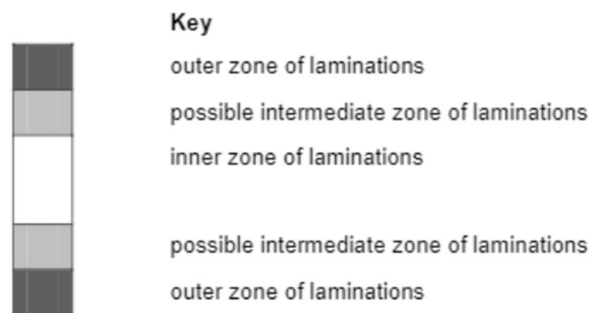 Key
outer zone of laminations
possible intermediate zone of laminations
inner zone of laminations
possible intermediate zone of laminations
outer zone of laminations